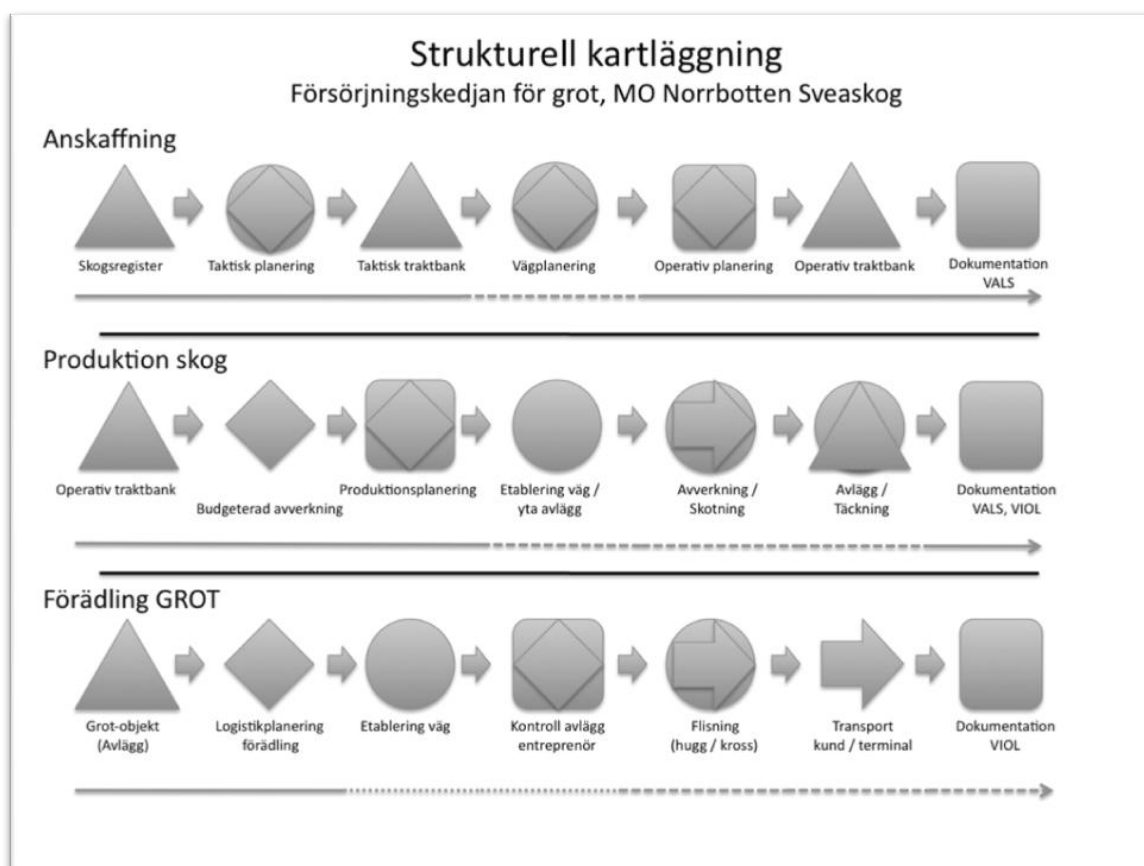 Strukturell kartläggning
Försörjningskedjan för grot, MO Norrbotten Sveaskog
Anskaffning
Skogsregister
Taktisk planering
Taktisk traktbank
Vägplanering
Operativ planering
Operativ traktbank
Dokumentation
VALS
Produktion skog
Operativ traktbank
Budgeterad avverkning
Produktionsplanering
Etablering väg /
yta avlägg
Avverkning /
Skotning
Avlägg /
Täckning
Dokumentation
VALS, VIOL
Förädling GROT
Grot-objekt
(Avlägg)
Logistikplanering
förädling
Etablering väg
Kontroll avlägg
entreprenör
Flisning
(hugg / kross)
Transport
kund / terminal
Dokumentation
VIOL